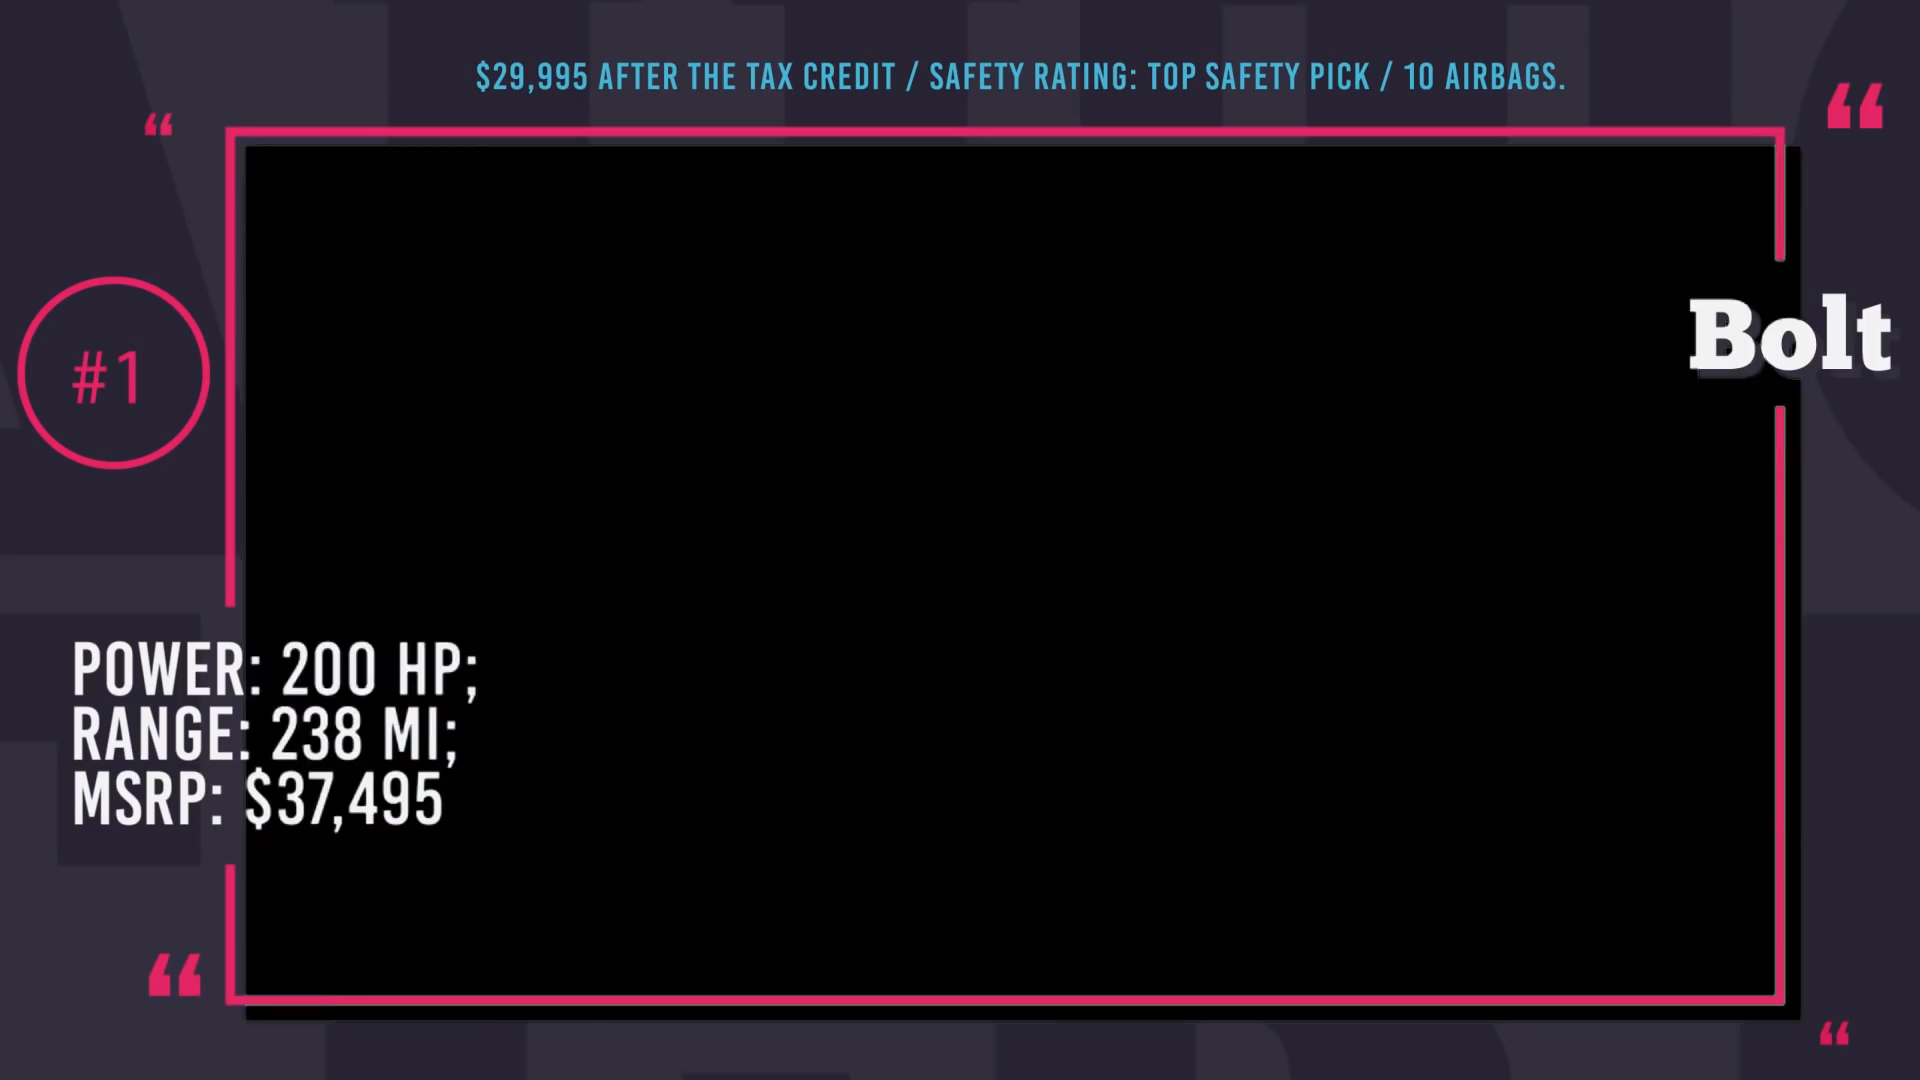 $29,995 AFTER THE TAX CREDIT / SAFETY RATING: TOP SAFETY PICK / 10 AIRBAGS.
Bolt
#1
POWER: 200 HP;
RANGE: 238 MI;
MSRP: $37,495